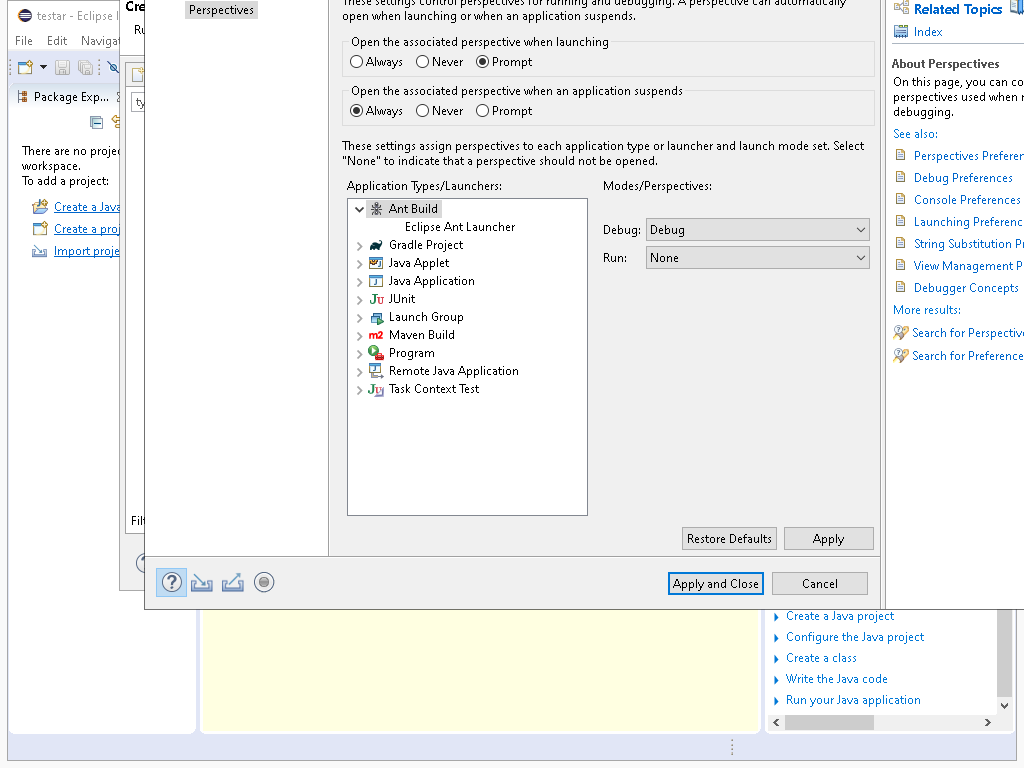 testar - Eclipse I
File Edit Naviga
Package Exp...
There are no proje
workspace.
To add a project:
Create a Java
Create a proj
Import proje
Cre
Ru
ty
Filt
Perspectives
These settings control perspectives for running and debugging. A perspective can automatically
open when launching or when an application suspends.
Open the associated perspective when launching
Always Never Prompt
Open the associated perspective when an application suspends
Always Never Prompt
These settings assign perspectives to each application type or launcher and launch mode set. Select
"None" to indicate that a perspective should not be opened.
Application Types/Launchers:
Ant Build
Eclipse Ant Launcher
Gradle Project
Java Applet
Java Application
JUnit
Launch Group
Maven Build
Program
Remote Java Application
Task Context Test
Modes/Perspectives:
Debug: Debug
Run: None
Restore Defaults Apply
Apply and Close Cancel
Related Topics
Index
About Perspectives
On this page, you can co
perspectives used when r
debugging.
See also:
Perspectives Preferen
Debug Preferences
Console Preferences
Launching Preferenc
String Substitution Pr
View Management P
Debugger Concepts
More results:
Search for Perspective
Search for Preference
Create a Java project
Configure the Java project
Create a class
Write the Java code
Run your Java application